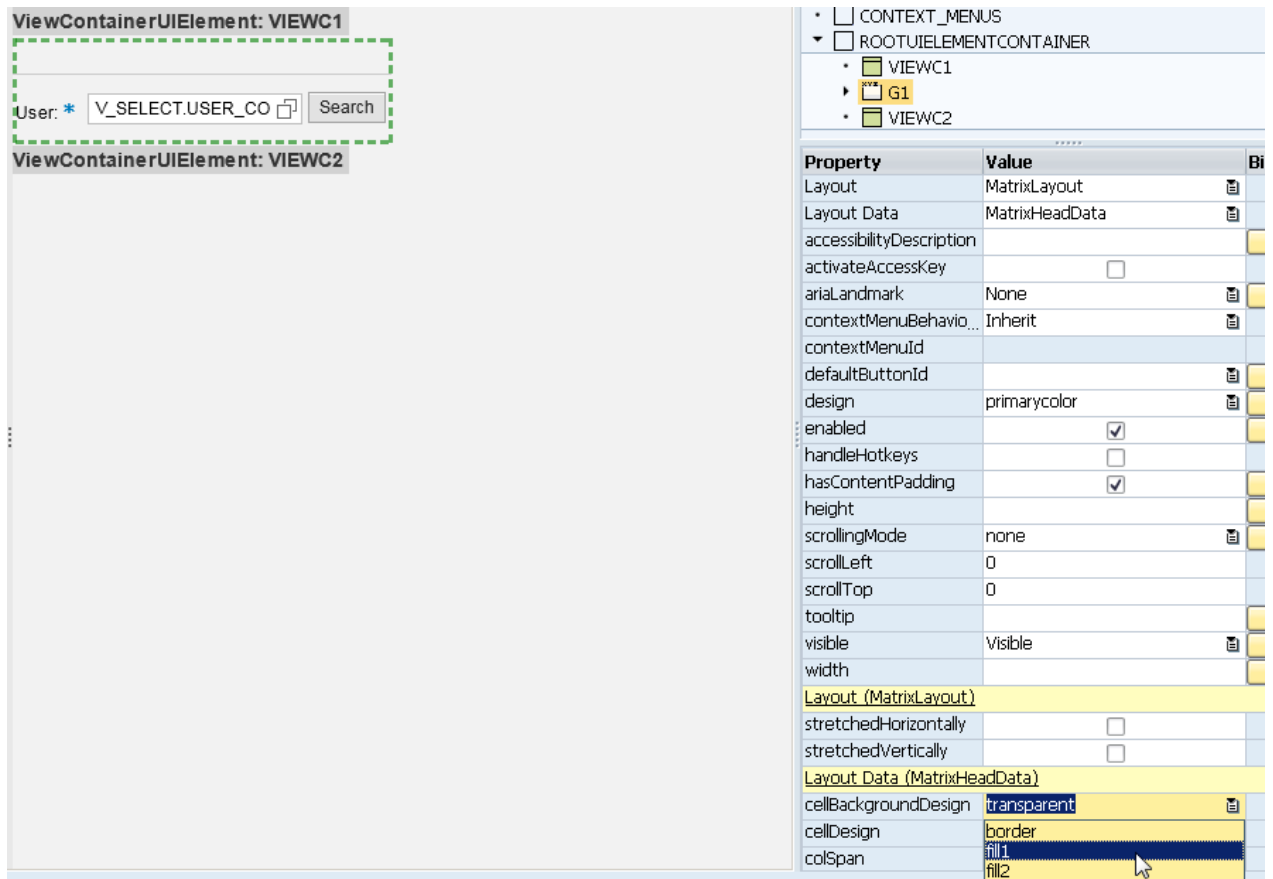 ViewContainerUIElement: VIEWC1
User: * V_SELECT.USER_CO Search
ViewContainerUIElement: VIEWC2
CONTEXT_MENUS
ROOTUIELEMENTCONTAINER
VIEWC1
G1
VIEWC2
Property Value Bi
Layout MatrixLayout
Layout Data MatrixHeadData
accessibilityDescription
activateAccessKey
ariaLandmark None
contextMenuBehavio... Inherit
contextMenuId
defaultButtonId
design primarycolor
enabled
handleHotkeys
hasContentPadding
height
scrollingMode none
scrollLeft 0
scrollTop 0
tooltip
visible Visible
width
Layout (MatrixLayout)
stretchedHorizontally
stretchedVertically
Layout Data (MatrixHeadData)
cellBackgroundDesign transparent
cellDesign border
fill1
colSpan
fill2